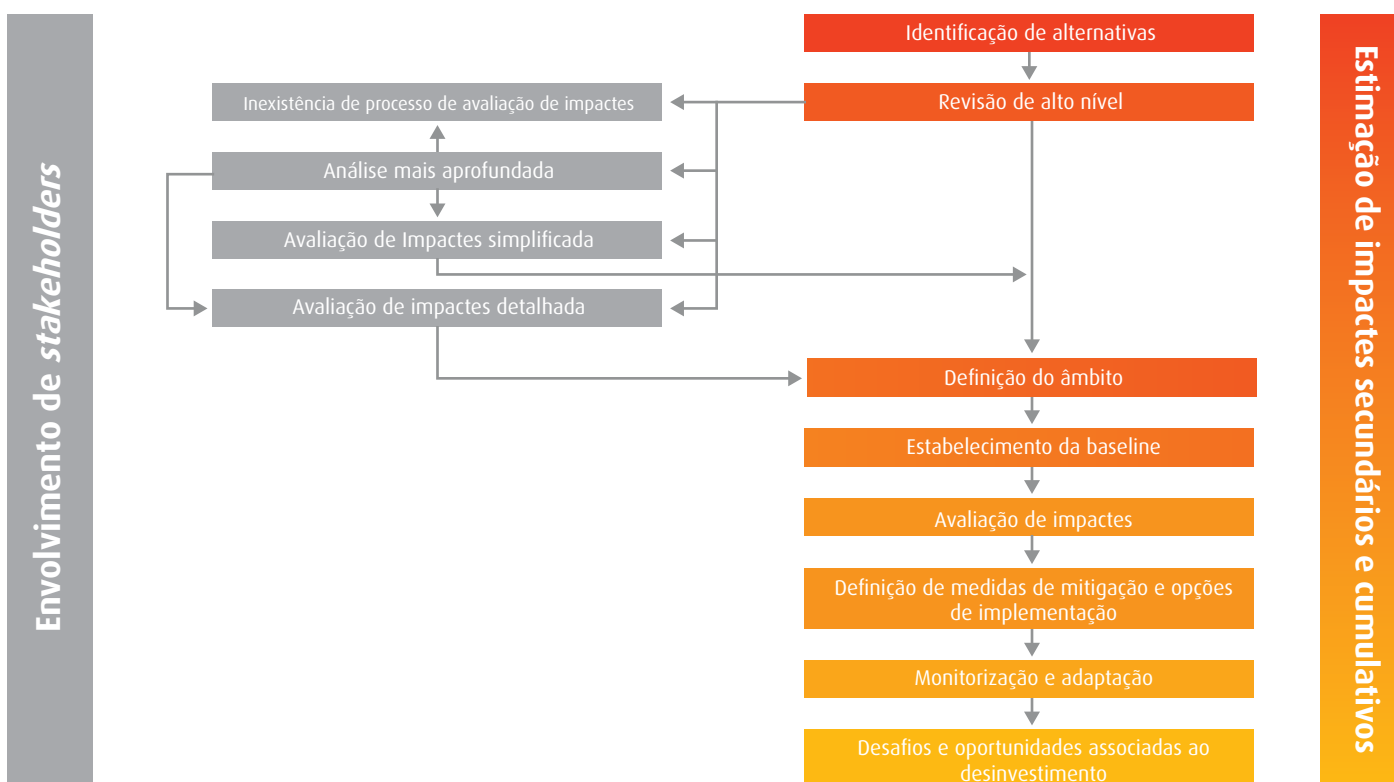 Envolvimento de stakeholders
Identificação de alternativas
Revisão de alto nível
Inexistência de processo de avaliação de impactes
Análise mais aprofundada
Avaliação de Impactes simplificada
Avaliação de impactes detalhada
Definição do âmbito
Estabelecimento da baseline
Avaliação de impactes
Definição de medidas de mitigação e opções
de implementação
Monitorização e adaptação
Desafios e oportunidades associadas ao
desinvestimento
Estimação de impactes secundários e cumulativos